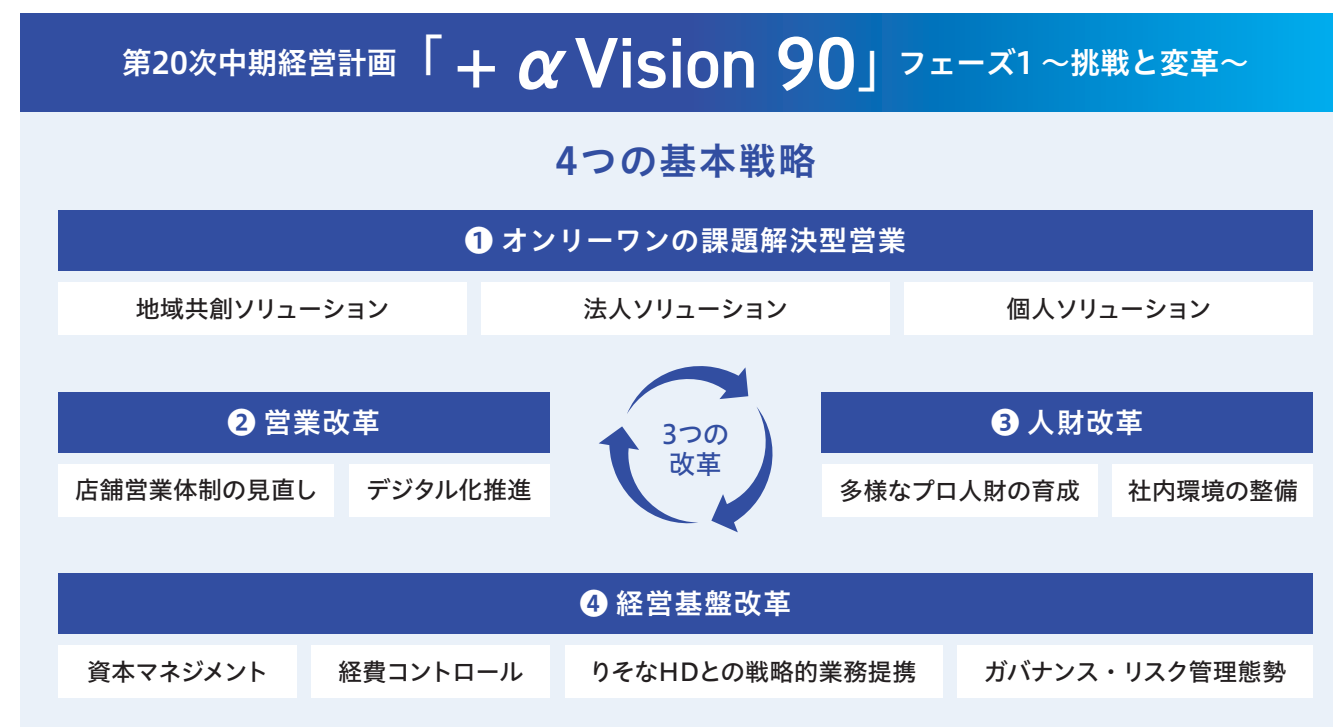 第20次中期経営計画「+α Vision 90」フェーズ1 ～挑戦と変革～
4つの基本戦略
❶ オンリーワンの課題解決型営業
地域共創ソリューション
法人ソリューション
個人ソリューション
❷ 営業改革
店舗営業体制の見直し
デジタル化推進
3つの
改革
❸ 人財改革
多様なプロ人財の育成
社内環境の整備
❹ 経営基盤改革
資本マネジメント
経費コントロール
りそなHDとの戦略的業務提携
ガバナンス・リスク管理態勢